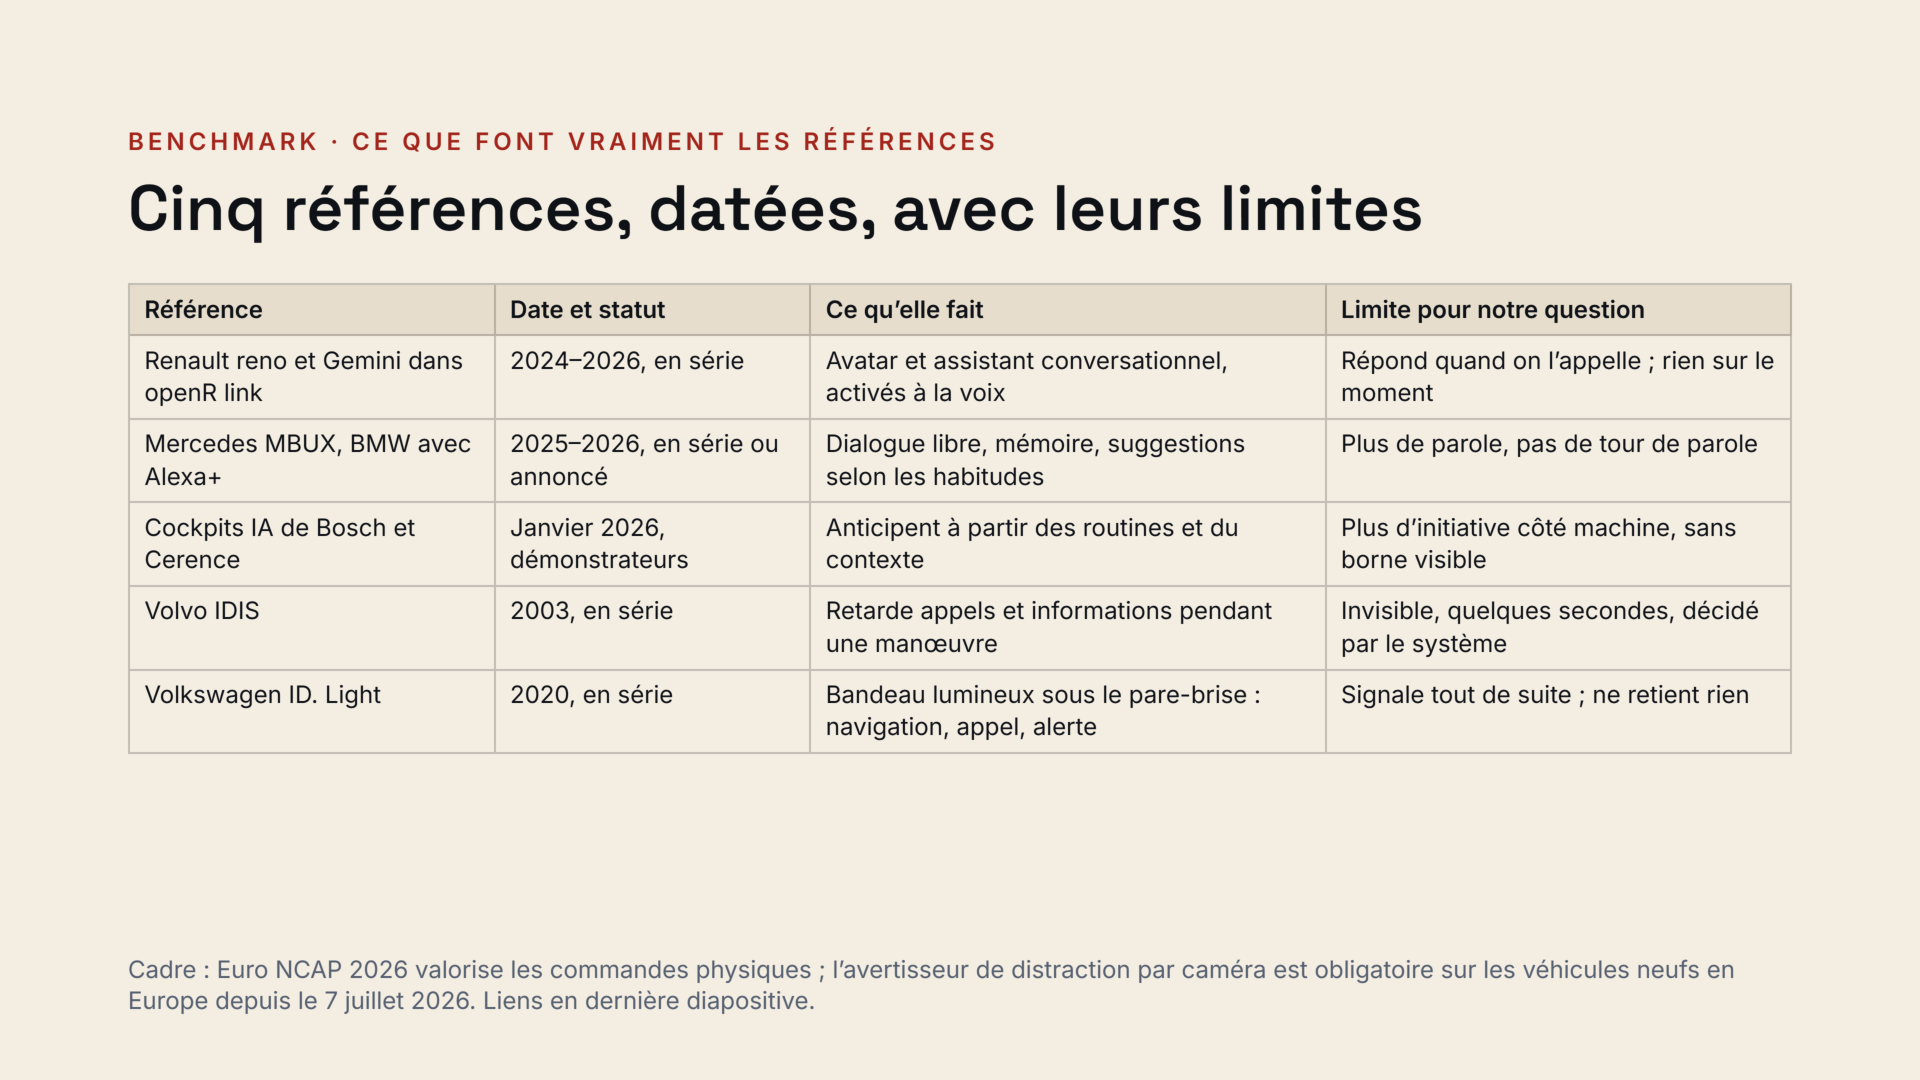 BENCHMARK · CE QUE FONT VRAIMENT LES RÉFÉRENCES
Cinq références, datées, avec leurs limites
Référence
Date et statut
Ce qu’elle fait
Limite pour notre question
Renault reno et Gemini dans
openR link
2024–2026, en série
Avatar et assistant conversationnel,
activés à la voix
Répond quand on l’appelle ; rien sur le
moment
Mercedes MBUX, BMW avec
Alexa+
2025–2026, en série ou
annoncé
Dialogue libre, mémoire, suggestions
selon les habitudes
Plus de parole, pas de tour de parole
Cockpits IA de Bosch et
Cerence
Janvier 2026,
démonstrateurs
Anticipent à partir des routines et du
contexte
Plus d’initiative côté machine, sans
borne visible
Volvo IDIS
2003, en série
Retarde appels et informations pendant
une manœuvre
Invisible, quelques secondes, décidé
par le système
Volkswagen ID. Light
2020, en série
Bandeau lumineux sous le pare-brise :
navigation, appel, alerte
Signale tout de suite ; ne retient rien
Cadre : Euro NCAP 2026 valorise les commandes physiques ; l’avertisseur de distraction par caméra est obligatoire sur les véhicules neufs en
Europe depuis le 7 juillet 2026. Liens en dernière diapositive.